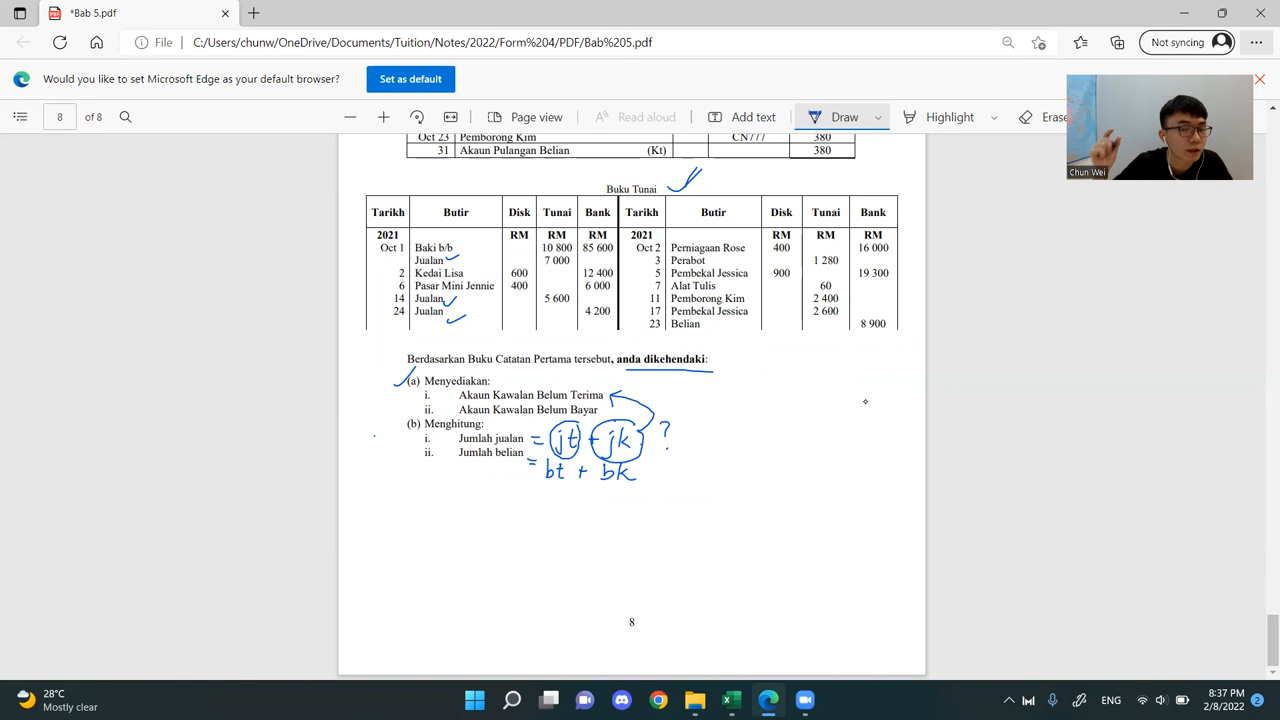 *Bab 5.pdf
File C:/Users/chunw/OneDrive/Documents/Tuition/Notes/2022/Form%204/PDF/Bab%205.pdf Not syncing
Would you like to set Microsoft Edge as your default browser? Set as default
8 of 8 Page view Read aloud Add text Draw Highlight Erase
Chun Wei
Oct 23 Pemborong Kim CN777 380
31 Akaun Pulangan Belian (Kt) 380
Buku Tunai
Tarikh Butir Disk Tunai Bank Tarikh Butir Disk Tunai Bank
2021 RM RM RM 2021 RM RM RM
Oct 1 Baki b/b 10 800 85 600 Oct 2 Perniagaan Rose 400 16 000
Jualan 7 000 3 Perabot 1 280
2 Kedai Lisa 600 12 400 5 Pembekal Jessica 900 19 300
6 Pasar Mini Jennie 400 6 000 7 Alat Tulis 60
14 Jualan 5 600 11 Pemborong Kim 2 400
24 Jualan 4 200 17 Pembekal Jessica 2 600
23 Belian 8 900
Berdasarkan Buku Catatan Pertama tersebut, anda dikehendaki:
(a) Menyediakan:
i. Akaun Kawalan Belum Terima
ii. Akaun Kawalan Belum Bayar
(b) Menghitung:
i. Jumlah jualan = jt + jk ?
ii. Jumlah belian = bt + bk
8
28°C
Mostly clear
ENG
8:37 PM
2/8/2022
2